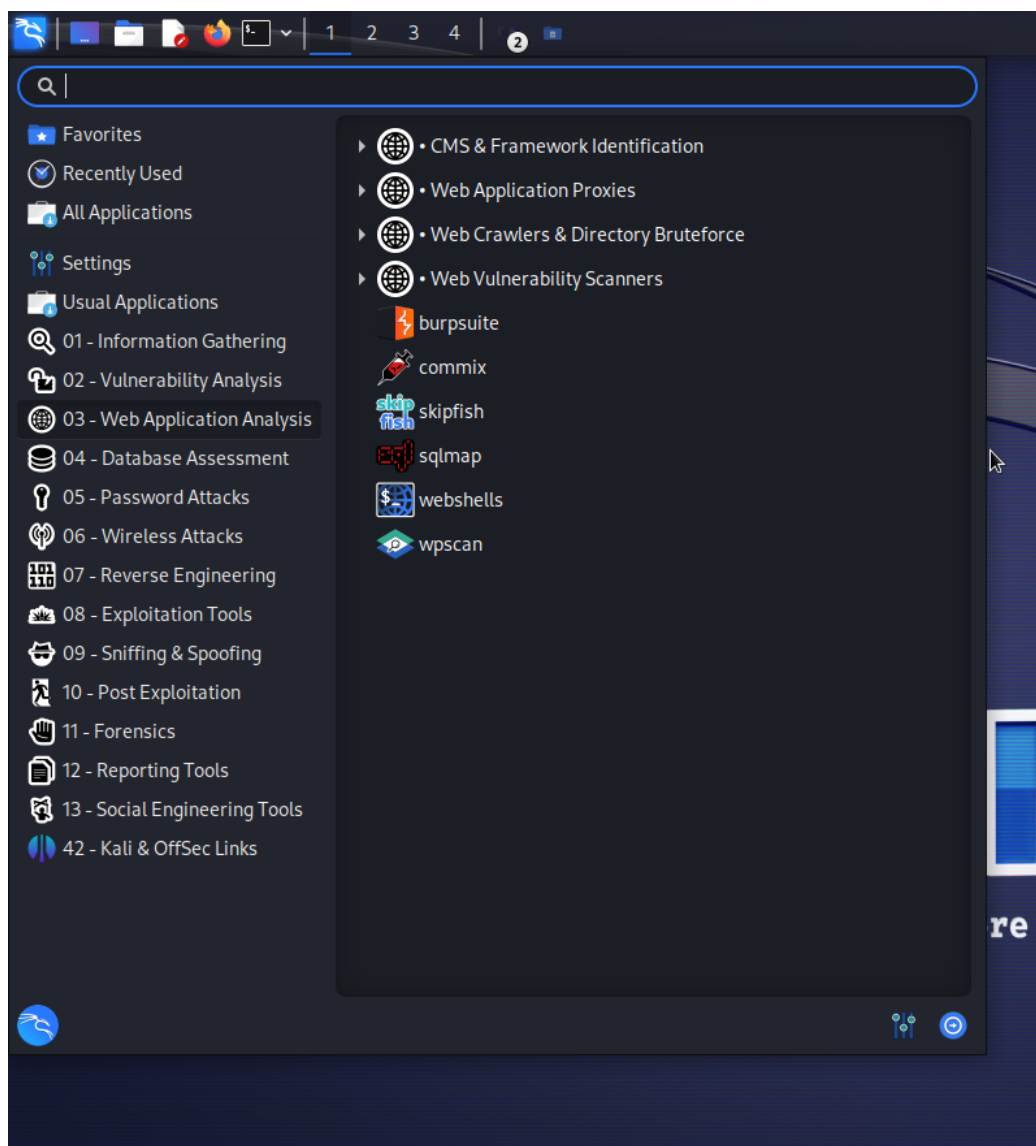 1 2 3 4
2
Favorites
Recently Used
All Applications
Settings
Usual Applications
01 - Information Gathering
02 - Vulnerability Analysis
03 - Web Application Analysis
04 - Database Assessment
05 - Password Attacks
06 - Wireless Attacks
07 - Reverse Engineering
08 - Exploitation Tools
09 - Sniffing & Spoofing
10 - Post Exploitation
11 - Forensics
12 - Reporting Tools
13 - Social Engineering Tools
42 - Kali & OffSec Links
• CMS & Framework Identification
• Web Application Proxies
• Web Crawlers & Directory Bruteforce
• Web Vulnerability Scanners
burpsuite
commix
skip
fish
skipfish
sql
sqlmap
$_
webshells
wpscan
re